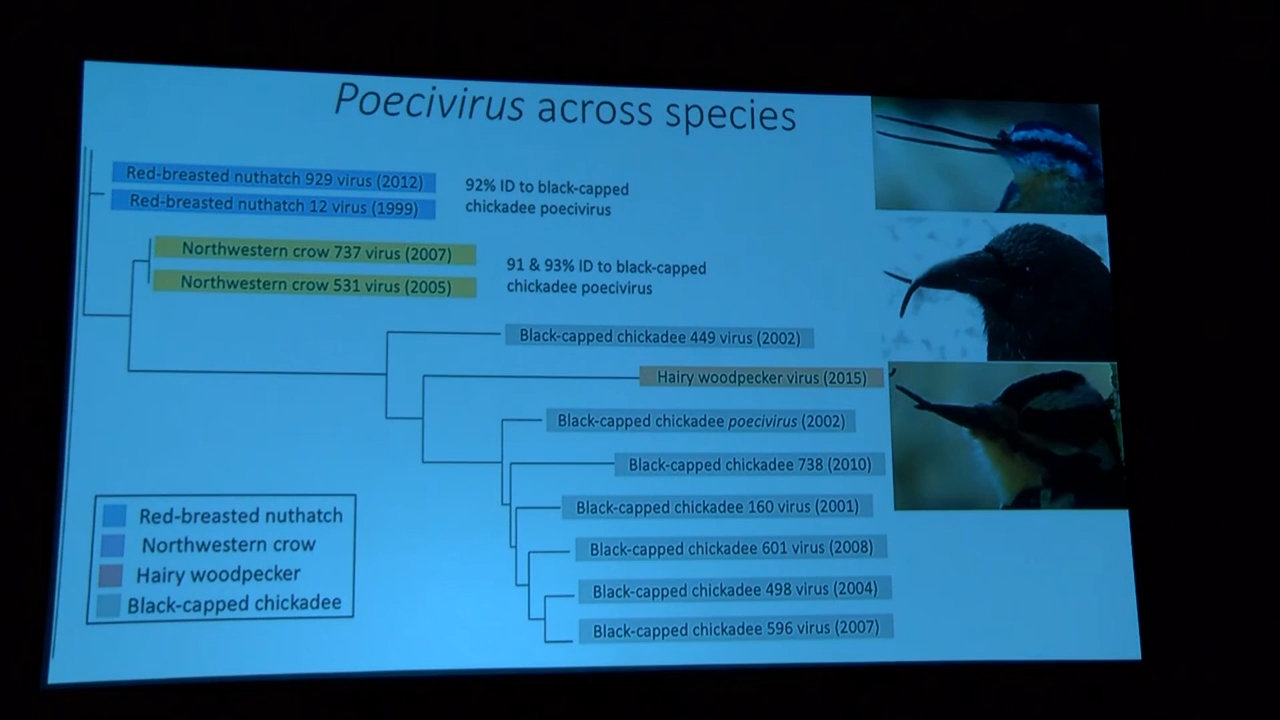 Poecivirus across species
Red-breasted nuthatch 929 virus (2012)
Red-breasted nuthatch 12 virus (1999)
92% ID to black-capped
chickadee poecivirus
Northwestern crow 737 virus (2007)
Northwestern crow 531 virus (2005)
91 & 93% ID to black-capped
chickadee poecivirus
Black-capped chickadee 449 virus (2002)
Hairy woodpecker virus (2015)
Black-capped chickadee poecivirus (2002)
Black-capped chickadee 738 (2010)
Black-capped chickadee 160 virus (2001)
Black-capped chickadee 601 virus (2008)
Black-capped chickadee 498 virus (2004)
Black-capped chickadee 596 virus (2007)
Red-breasted nuthatch
Northwestern crow
Hairy woodpecker
Black-capped chickadee